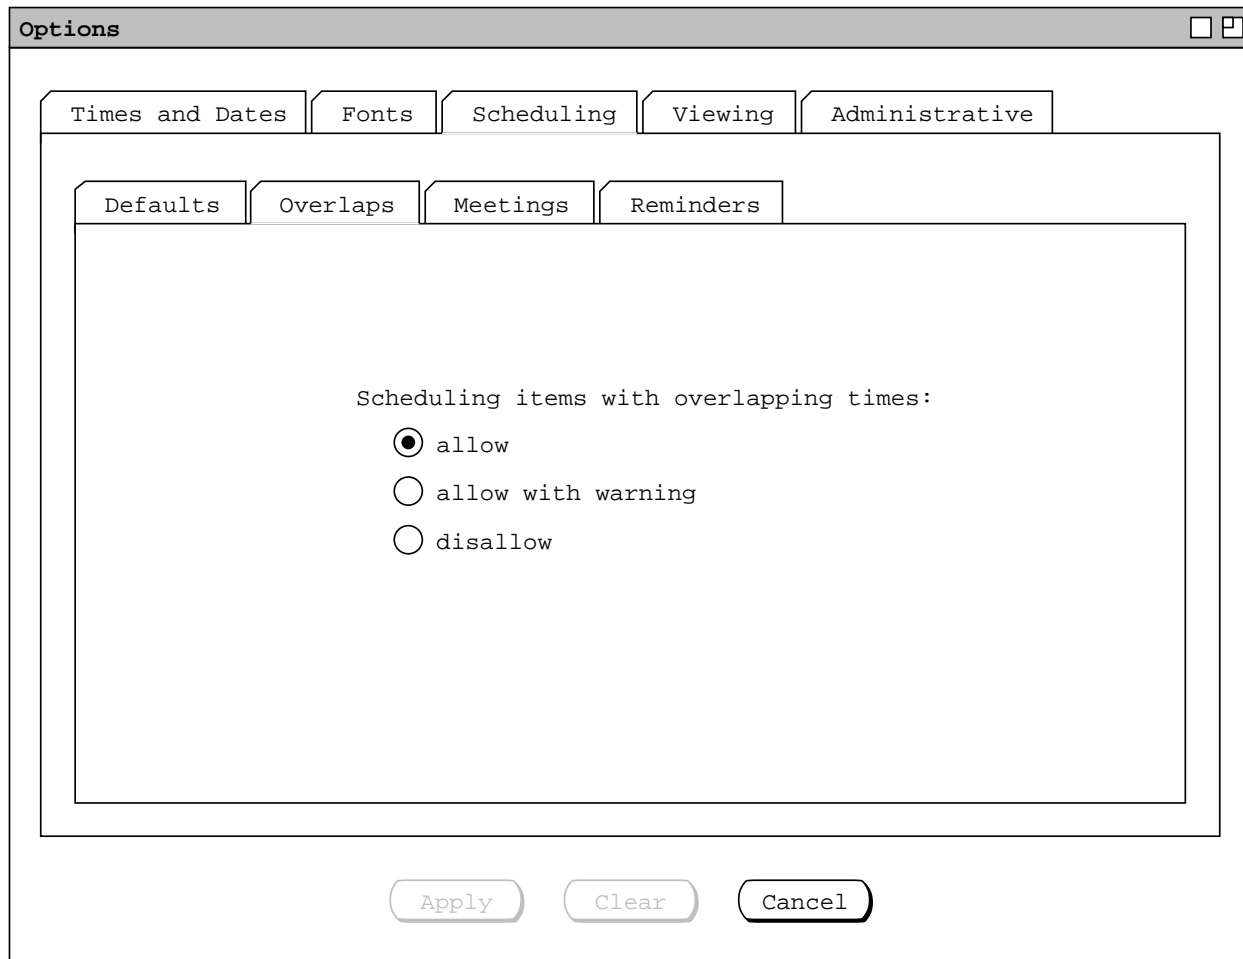 Options
Times and Dates Fonts Scheduling Viewing Administrative
Defaults Overlaps Meetings Reminders
Scheduling items with overlapping times:
allow
allow with warning
disallow
Apply Clear Cancel